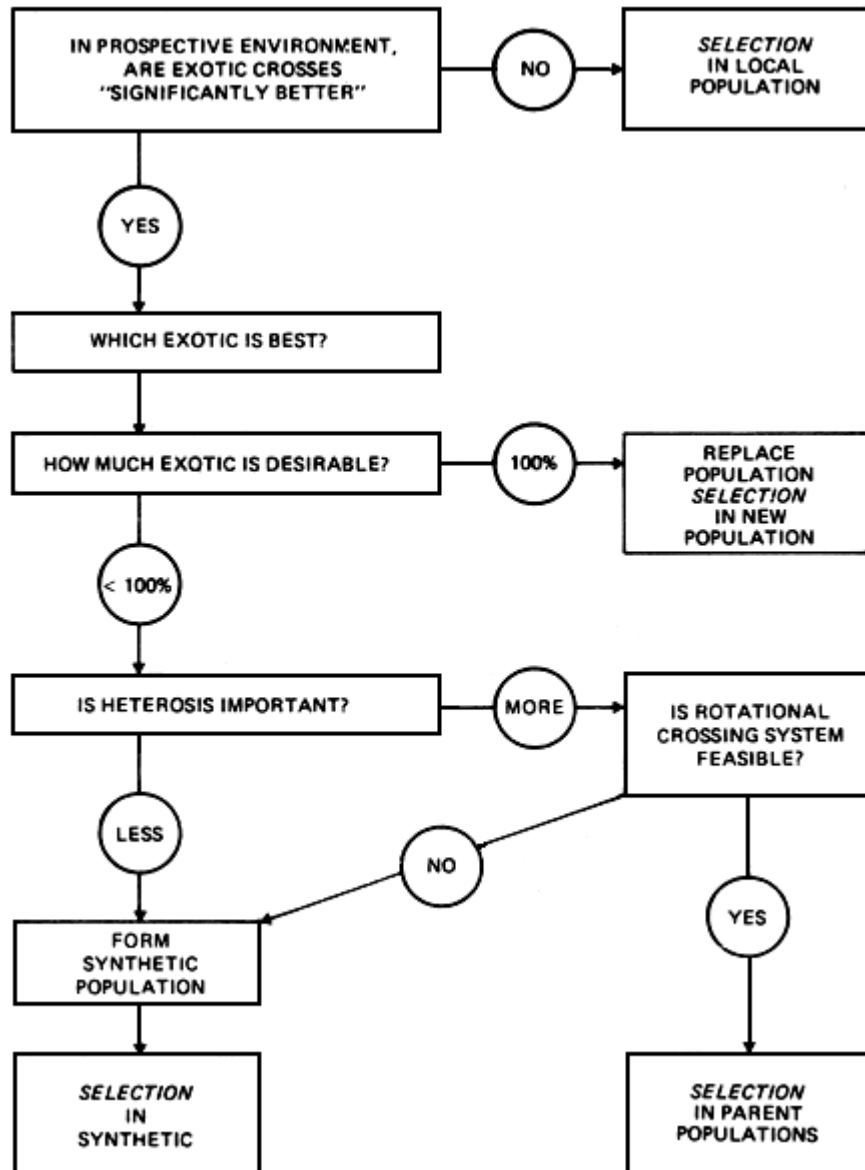 IN PROSPECTIVE ENVIRONMENT,
ARE EXOTIC CROSSES
"SIGNIFICANTLY BETTER"
NO
SELECTION
IN LOCAL
POPULATION
YES
WHICH EXOTIC IS BEST?
HOW MUCH EXOTIC IS DESIRABLE?
100%
REPLACE
POPULATION
SELECTION
IN NEW
POPULATION
< 100%
IS HETEROSIS IMPORTANT?
MORE
IS ROTATIONAL
CROSSING SYSTEM
FEASIBLE?
LESS
NO
YES
FORM
SYNTHETIC
POPULATION
SELECTION
IN
SYNTHETIC
SELECTION
IN PARENT
POPULATIONS